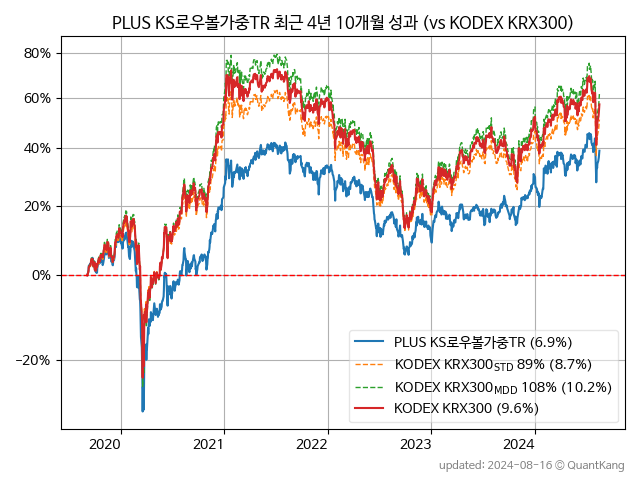 PLUS KS로우볼가중TR 최근 4년 10개월 성과 (vs KODEX KRX300)
80%
60%
40%
20%
0%
−20%
PLUS KS로우볼가중TR (6.9%)
KODEX KRX300STD 89% (8.7%)
KODEX KRX300MDD 108% (10.2%)
KODEX KRX300 (9.6%)
2020 2021 2022 2023 2024
updated: 2024-08-16 © QuantKang